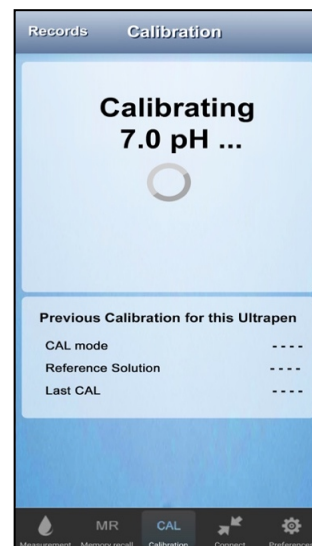 Records Calibration
Calibrating
7.0 pH ...
Previous Calibration for this Ultrapen
CAL mode - - - -
Reference Solution - - - -
Last CAL - - - -
MR CAL
Measurement Memory recall Calibration Connect Preferences